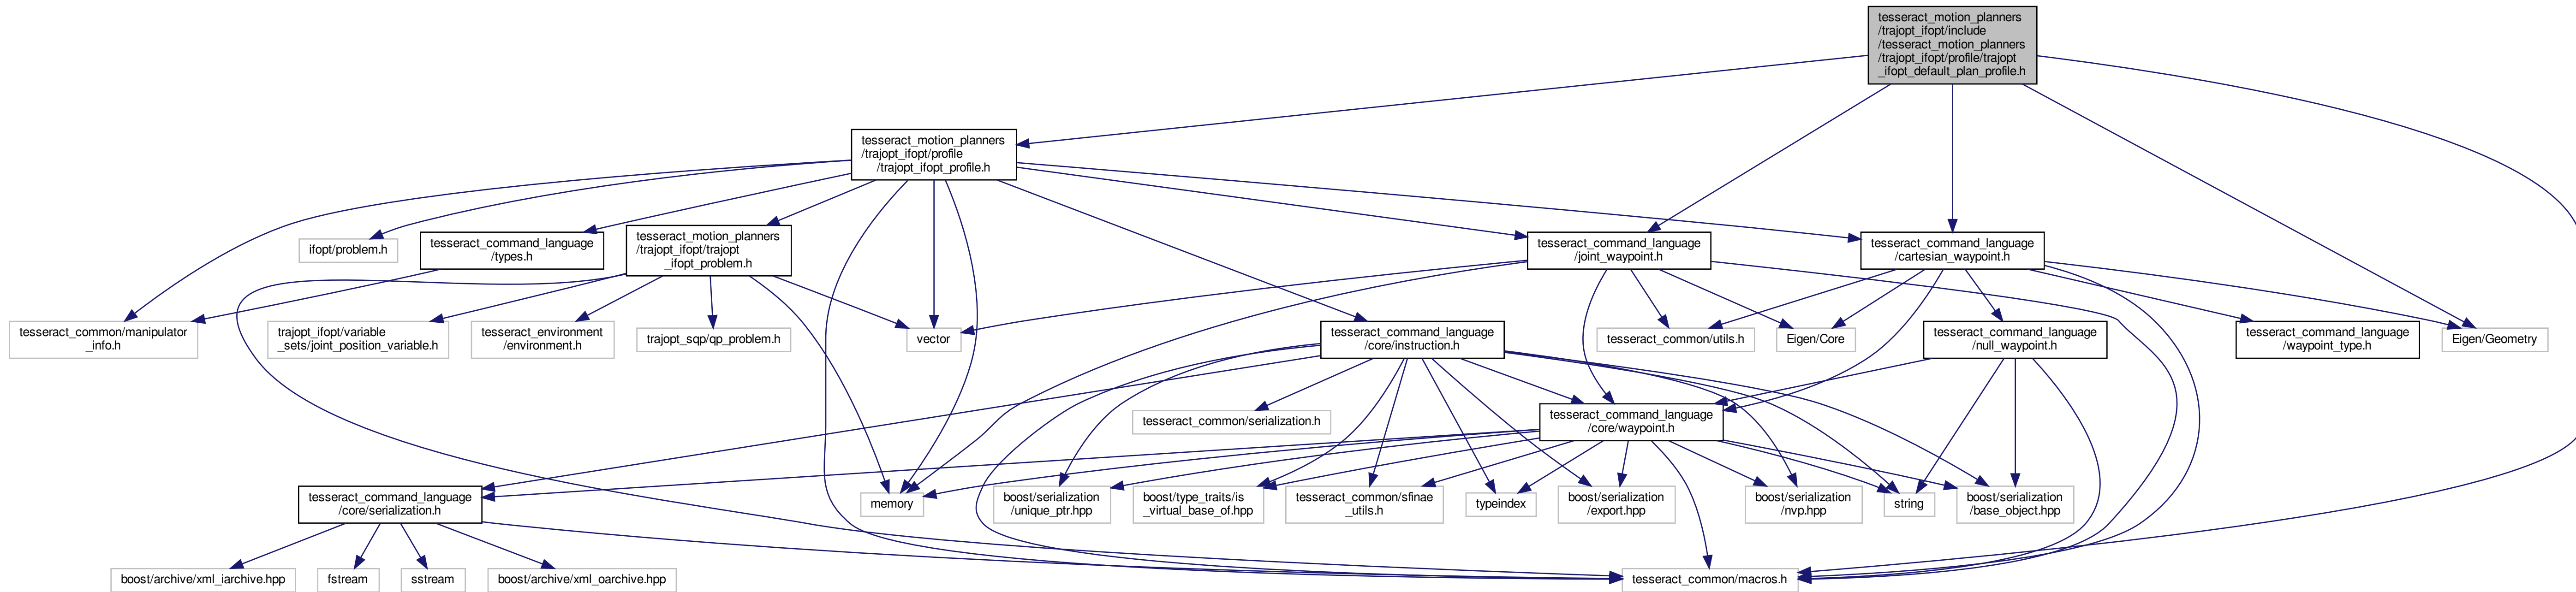 tesseract_motion_planners
/trajopt_ifopt/include
/tesseract_motion_planners
/trajopt_ifopt/profile/trajopt
_ifopt_default_plan_profile.h
tesseract_motion_planners
/trajopt_ifopt/profile
/trajopt_ifopt_profile.h
ifopt/problem.h
tesseract_command_language
/types.h
tesseract_motion_planners
/trajopt_ifopt/trajopt
_ifopt_problem.h
tesseract_command_language
/joint_waypoint.h
tesseract_command_language
/cartesian_waypoint.h
tesseract_common/manipulator
_info.h
trajopt_ifopt/variable
_sets/joint_position_variable.h
tesseract_environment
/environment.h
trajopt_sqp/qp_problem.h
vector
tesseract_command_language
/core/instruction.h
tesseract_common/utils.h
Eigen/Core
tesseract_command_language
/null_waypoint.h
tesseract_command_language
/waypoint_type.h
Eigen/Geometry
tesseract_common/serialization.h
tesseract_command_language
/core/waypoint.h
tesseract_command_language
/core/serialization.h
memory
boost/serialization
/unique_ptr.hpp
boost/type_traits/is
_virtual_base_of.hpp
tesseract_common/sfinae
_utils.h
typeindex
boost/serialization
/export.hpp
boost/serialization
/nvp.hpp
string
boost/serialization
/base_object.hpp
boost/archive/xml_iarchive.hpp
fstream
sstream
boost/archive/xml_oarchive.hpp
tesseract_common/macros.h